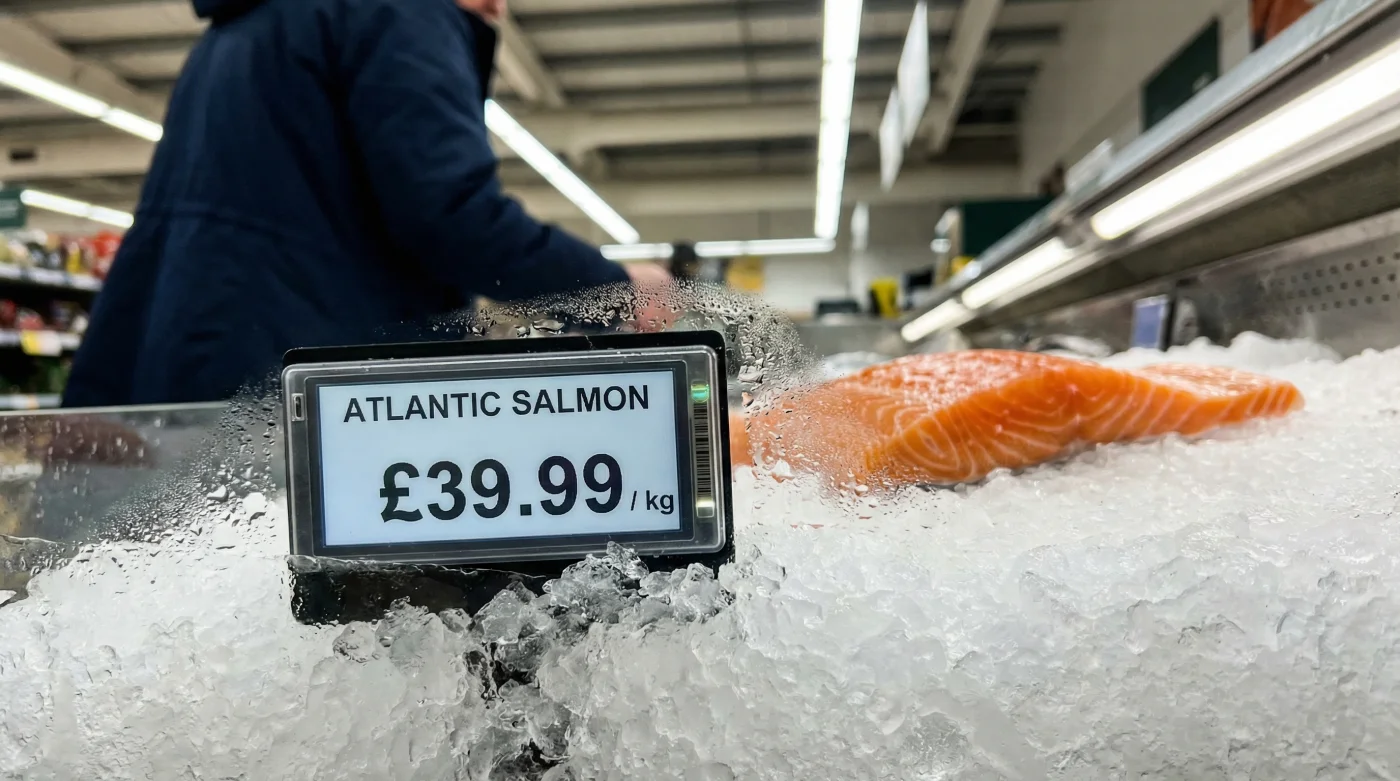 ATLANTIC SALMON
£39.99 / kg